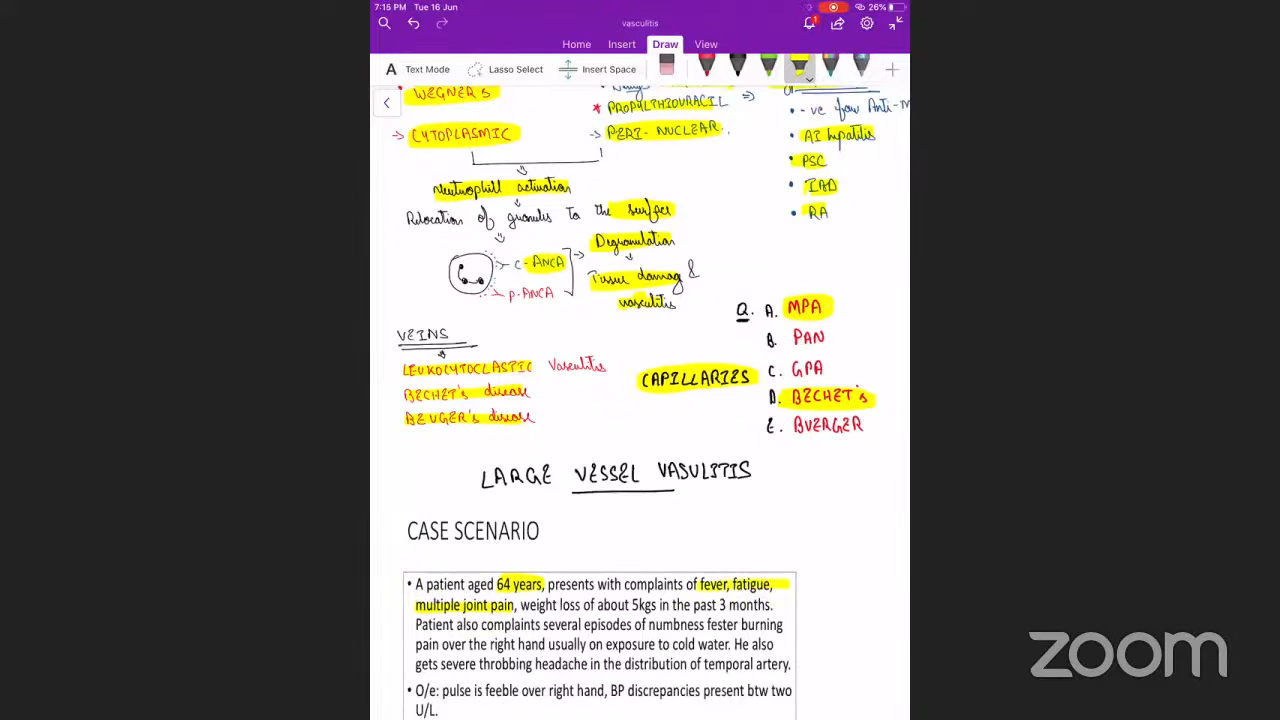 7:15 PM Tue 16 Jun
26%
vasculitis
Home Insert Draw View
A Text Mode Lasso Select Insert Space
• WEGNER's
→ CYTOPLASMIC
* PROPYLTHIOURACIL
→ PERI-NUCLEAR
• -ve from Anti-M
• AI hepatitis
• PSC
• IAD
• RA
Neutrophill activation
Relocation of granules to the surface
C-ANCA
p-ANCA
Degranulation
Tissue damag &
vasculitis
VEINS
LEUKOCYTOCLASTIC Vasculitis
BECHET's disease
BEUGER's disease
CAPILLARIES
Q. A. MPA
B. PAN
C. GPA
D. BECHET's
E. BUERGER
LARGE VESSEL VASULITIS
CASE SCENARIO
• A patient aged 64 years, presents with complaints of fever, fatigue,
multiple joint pain, weight loss of about 5kgs in the past 3 months.
Patient also complaints several episodes of numbness fester burning
pain over the right hand usually on exposure to cold water. He also
gets severe throbbing headache in the distribution of temporal artery.
• O/e: pulse is feeble over right hand, BP discrepancies present btw two
U/L.
zoom